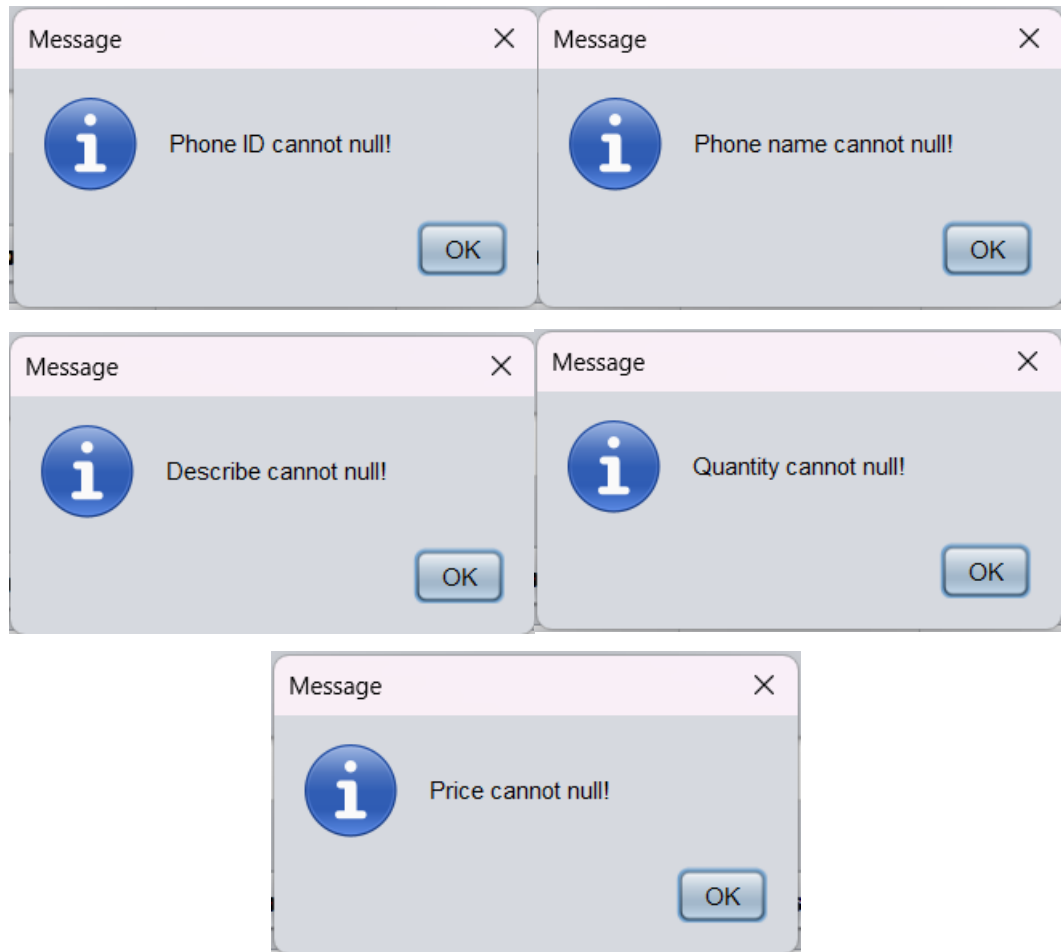 Message
Phone ID cannot null!
OK
Message
Phone name cannot null!
OK
Message
Describe cannot null!
OK
Message
Quantity cannot null!
OK
Message
Price cannot null!
OK